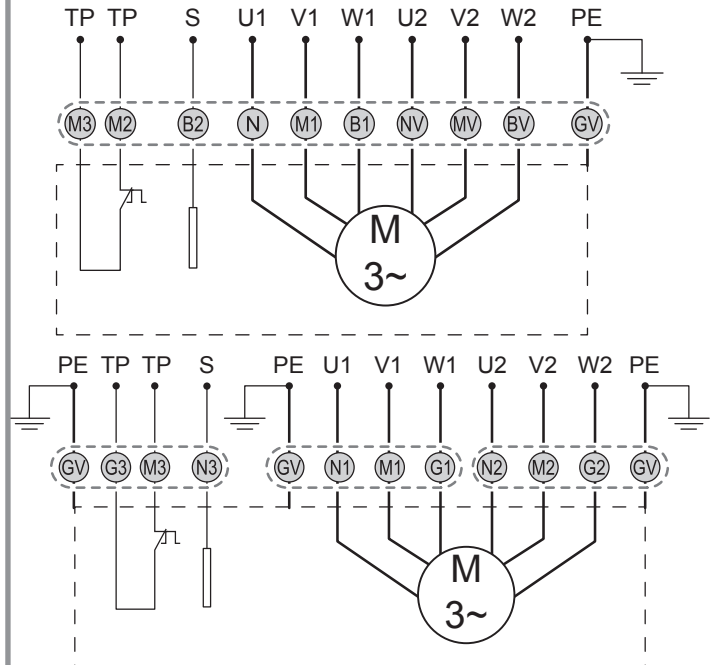 TP TP S U1 V1 W1 U2 V2 W2 PE
M3 M2 B2 N M1 B1 NV MV BV GV
M
3~
PE TP TP S PE U1 V1 W1 U2 V2 W2 PE
GV G3 M3 N3 GV N1 M1 G1 N2 M2 G2 GV
M
3~